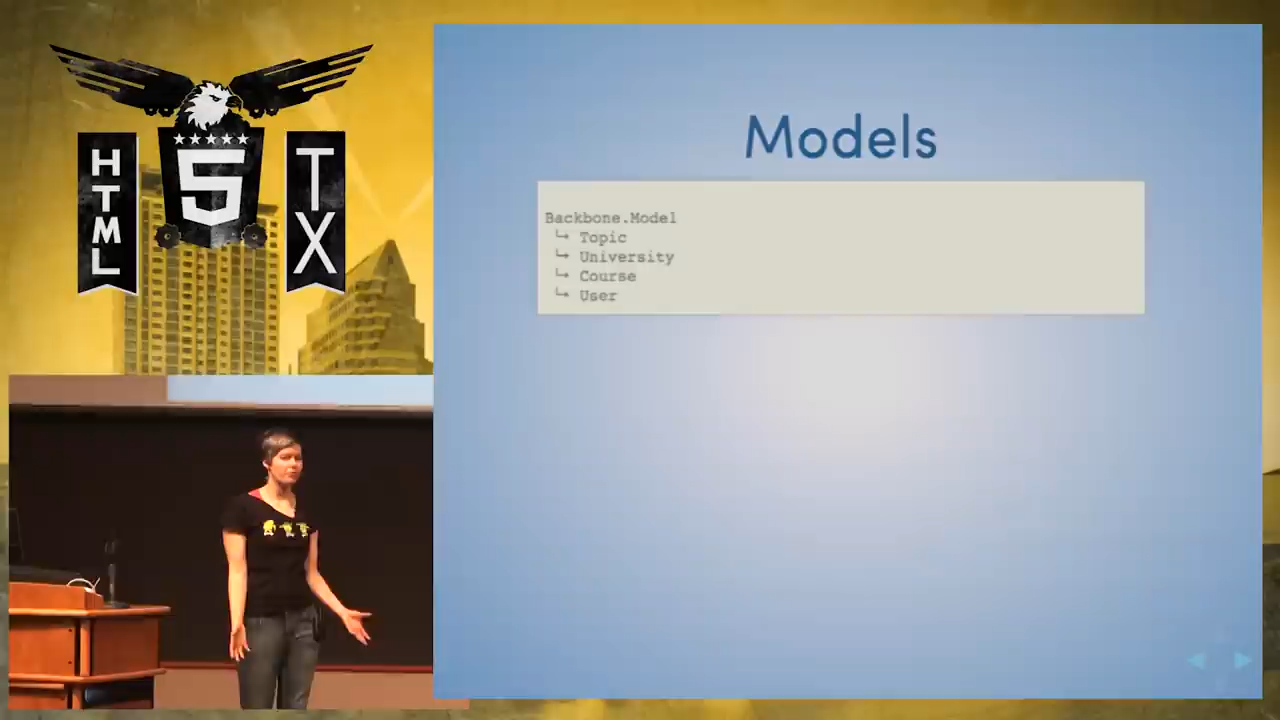 HTML
5
TX
Models
Backbone.Model
↳ Topic
↳ University
↳ Course
↳ User